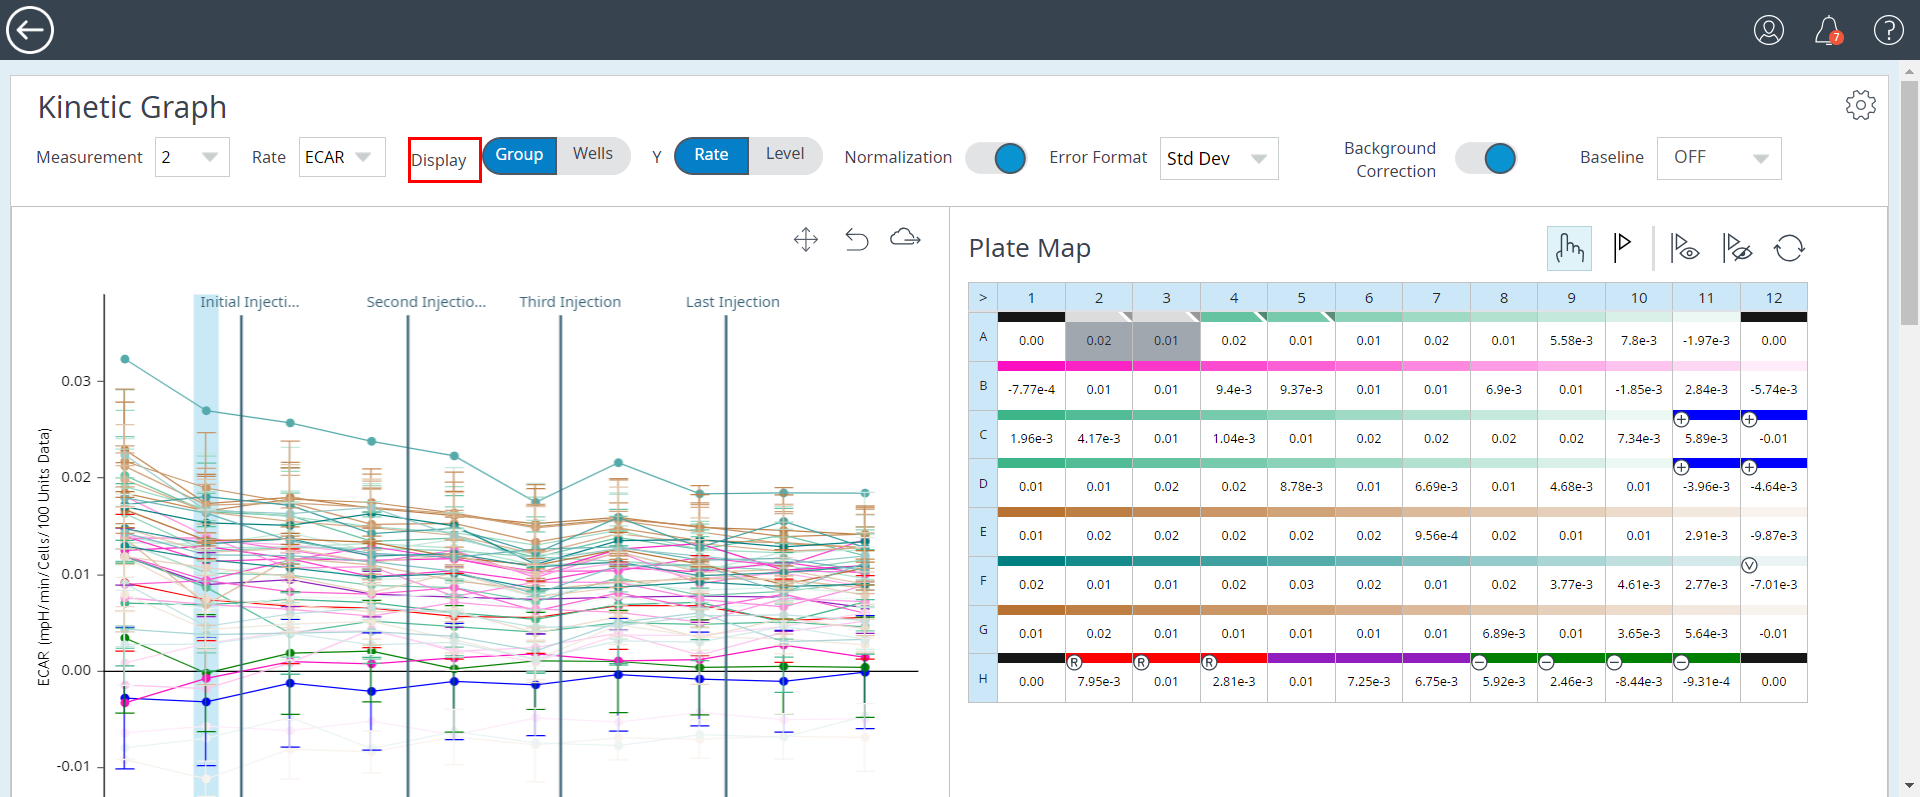 7
?
Kinetic Graph
Measurement 2 Rate ECAR Display Group Wells Y Rate Level Normalization Error Format Std Dev Background Correction Baseline OFF
Initial Injecti... Second Injectio... Third Injection Last Injection
ECAR (mpH/min/Cells/100 Units Data)
0.03
0.02
0.01
0.00
-0.01
Plate Map
> 1 2 3 4 5 6 7 8 9 10 11 12
A 0.00 0.02 0.01 0.02 0.01 0.01 0.02 0.01 5.58e-3 7.8e-3 -1.97e-3 0.00
B -7.77e-4 0.01 0.01 9.4e-3 9.37e-3 0.01 0.01 6.9e-3 0.01 -1.85e-3 2.84e-3 -5.74e-3
+ +
C 1.96e-3 4.17e-3 0.01 1.04e-3 0.01 0.02 0.02 0.02 0.02 7.34e-3 5.89e-3 -0.01
+ +
D 0.01 0.01 0.02 0.02 8.78e-3 0.01 6.69e-3 0.01 4.68e-3 0.01 -3.96e-3 -4.64e-3
E 0.01 0.02 0.02 0.02 0.02 0.02 9.56e-4 0.02 0.01 0.01 2.91e-3 -9.87e-3
V
F 0.02 0.01 0.01 0.02 0.03 0.02 0.01 0.02 3.77e-3 4.61e-3 2.77e-3 -7.01e-3
G 0.01 0.02 0.01 0.01 0.01 0.01 0.01 6.89e-3 0.01 3.65e-3 5.64e-3 -0.01
R R R − − − −
H 0.00 7.95e-3 0.01 2.81e-3 0.01 7.25e-3 6.75e-3 5.92e-3 2.46e-3 -8.44e-3 -9.31e-4 0.00